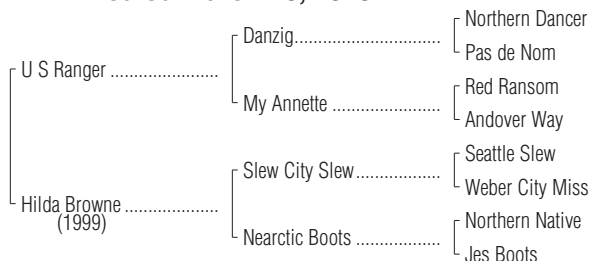 Northern Dancer
Danzig
Pas de Nom
U S Ranger
Red Ransom
My Annette
Andover Way
Seattle Slew
Slew City Slew
Weber City Miss
Hilda Browne
(1999)
Northern Native
Nearctic Boots
Jes Boots